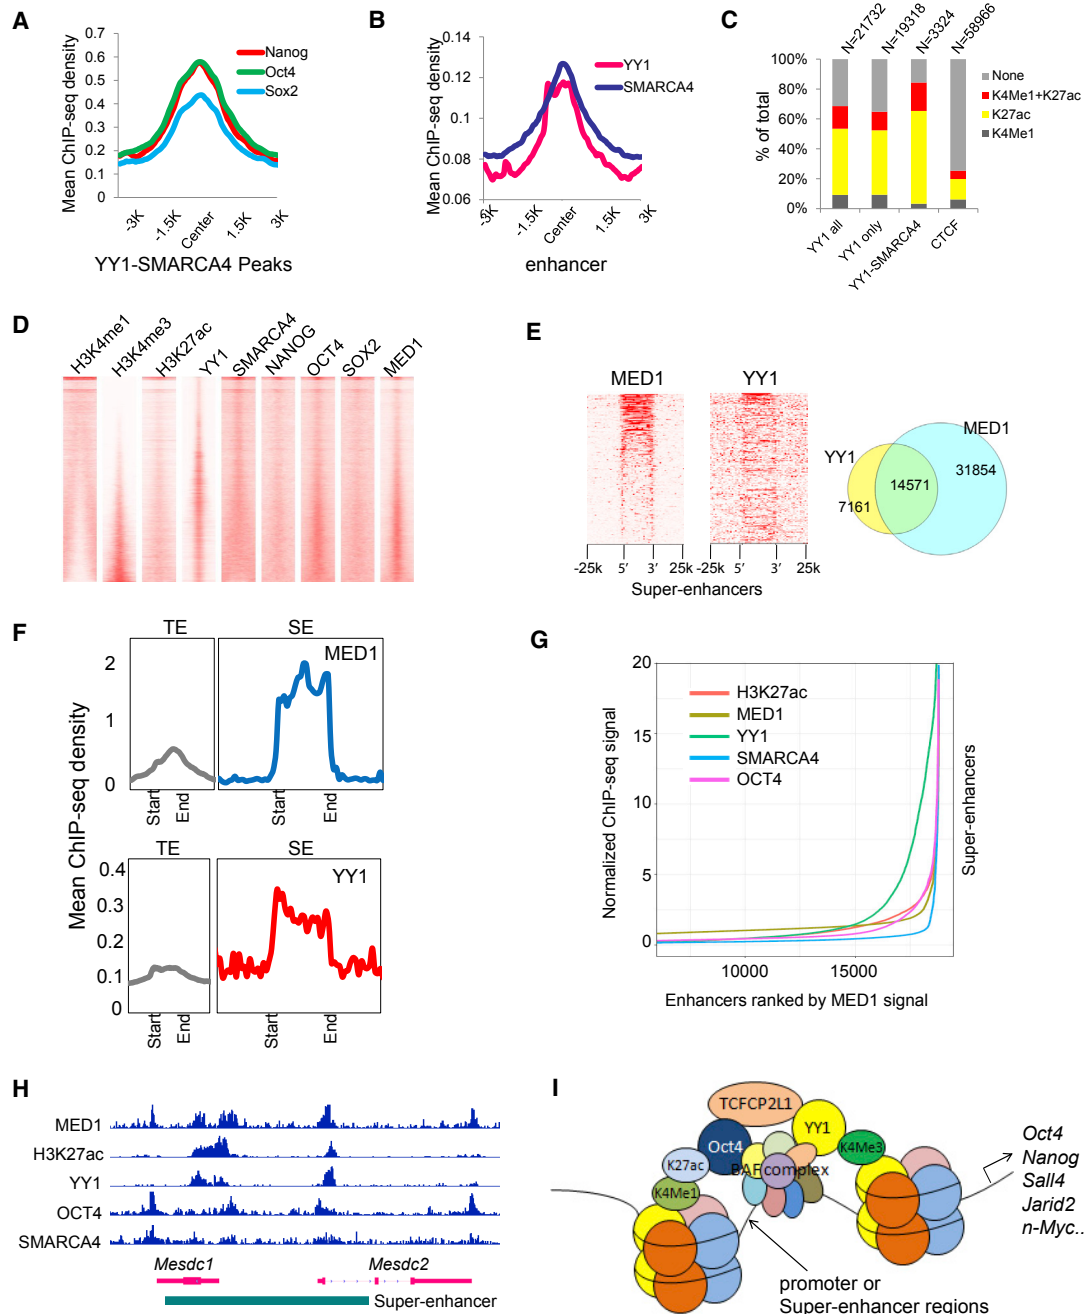 A
Mean ChIP-seq density
0.7
0.6
0.5
0.4
0.3
0.2
0.1
0
Nanog
Oct4
Sox2
-3K
-1.5K
Center
1.5K
3K
YY1-SMARCA4 Peaks
B
Mean ChIP-seq density
0.14
0.12
0.10
0.08
0.06
YY1
SMARCA4
-3K
-1.5K
Center
1.5K
3K
enhancer
C
N=21732
N=19318
N=3324
N=58966
% of total
100%
80%
60%
40%
20%
0%
None
K4Me1+K27ac
K27ac
K4Me1
YY1 all
YY1 only
YY1-SMARCA4
CTCF
D
H3K4me1
H3K4me3
H3K27ac
YY1
SMARCA4
NANOG
OCT4
SOX2
MED1
E
MED1
YY1
-25k 5′ 3′ 25k
-25k 5′ 3′ 25k
Super-enhancers
YY1
MED1
7161
14571
31854
F
Mean ChIP-seq density
TE
SE
MED1
2
1
0
Start
End
Start
End
TE
SE
YY1
0.4
0.3
0.2
0.1
0
Start
End
Start
End
G
Normalized ChIP-seq signal
20
15
10
5
0
H3K27ac
MED1
YY1
SMARCA4
OCT4
Super-enhancers
10000
15000
Enhancers ranked by MED1 signal
H
MED1
H3K27ac
YY1
OCT4
SMARCA4
Mesdc1
Mesdc2
Super-enhancer
I
TCFCP2L1
Oct4
YY1
K27ac
BAF complex
K4Me3
K4Me1
Oct4
Nanog
Sall4
Jarid2
n-Myc..
promoter or
Super-enhancer regions